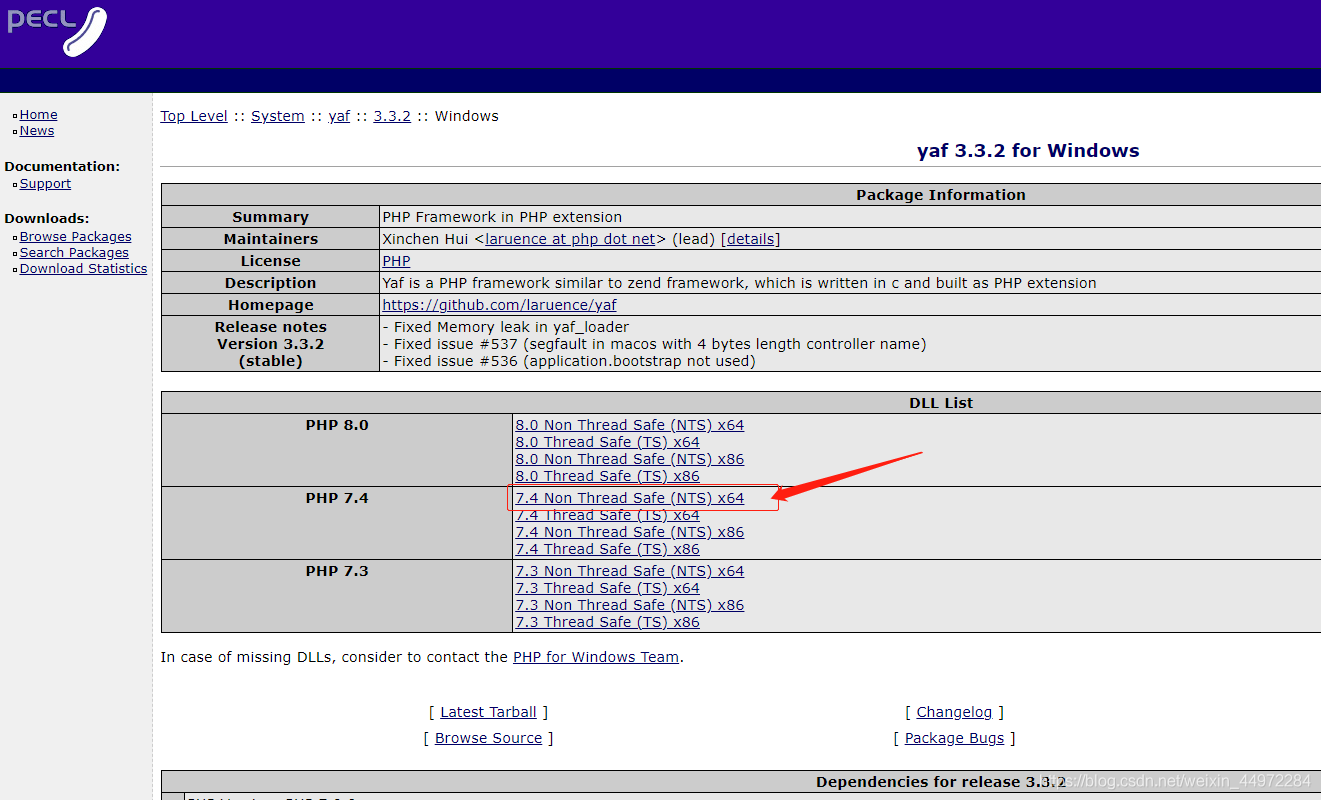 PECL
Home
News
Documentation:
Support
Downloads:
Browse Packages
Search Packages
Download Statistics
Top Level :: System :: yaf :: 3.3.2 :: Windows
yaf 3.3.2 for Windows
Package Information
Summary PHP Framework in PHP extension
Maintainers Xinchen Hui <laruence at php dot net> (lead) [details]
License PHP
Description Yaf is a PHP framework similar to zend framework, which is written in c and built as PHP extension
Homepage https://github.com/laruence/yaf
Release notes - Fixed Memory leak in yaf_loader
Version 3.3.2 - Fixed issue #537 (segfault in macos with 4 bytes length controller name)
(stable) - Fixed issue #536 (application.bootstrap not used)
DLL List
PHP 8.0 8.0 Non Thread Safe (NTS) x64
8.0 Thread Safe (TS) x64
8.0 Non Thread Safe (NTS) x86
8.0 Thread Safe (TS) x86
PHP 7.4 7.4 Non Thread Safe (NTS) x64
7.4 Thread Safe (TS) x64
7.4 Non Thread Safe (NTS) x86
7.4 Thread Safe (TS) x86
PHP 7.3 7.3 Non Thread Safe (NTS) x64
7.3 Thread Safe (TS) x64
7.3 Non Thread Safe (NTS) x86
7.3 Thread Safe (TS) x86
In case of missing DLLs, consider to contact the PHP for Windows Team.
[ Latest Tarball ] [ Changelog ]
[ Browse Source ] [ Package Bugs ]
Dependencies for release 3.3.2
https://blog.csdn.net/weixin_44972284